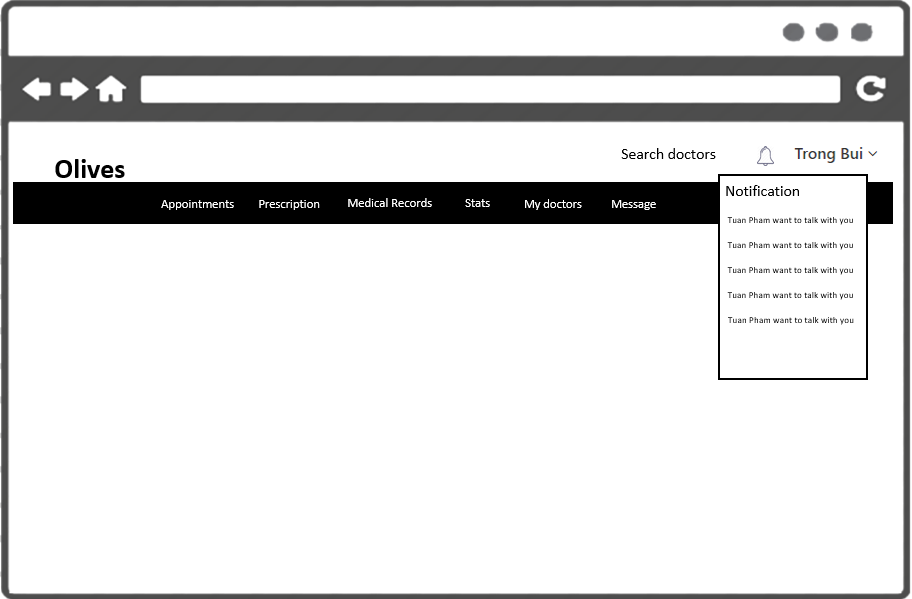 Search doctors
Trong Bui
Olives
Appointments
Prescription
Medical Records
Stats
My doctors
Message
Notification
Tuan Pham want to talk with you
Tuan Pham want to talk with you
Tuan Pham want to talk with you
Tuan Pham want to talk with you
Tuan Pham want to talk with you